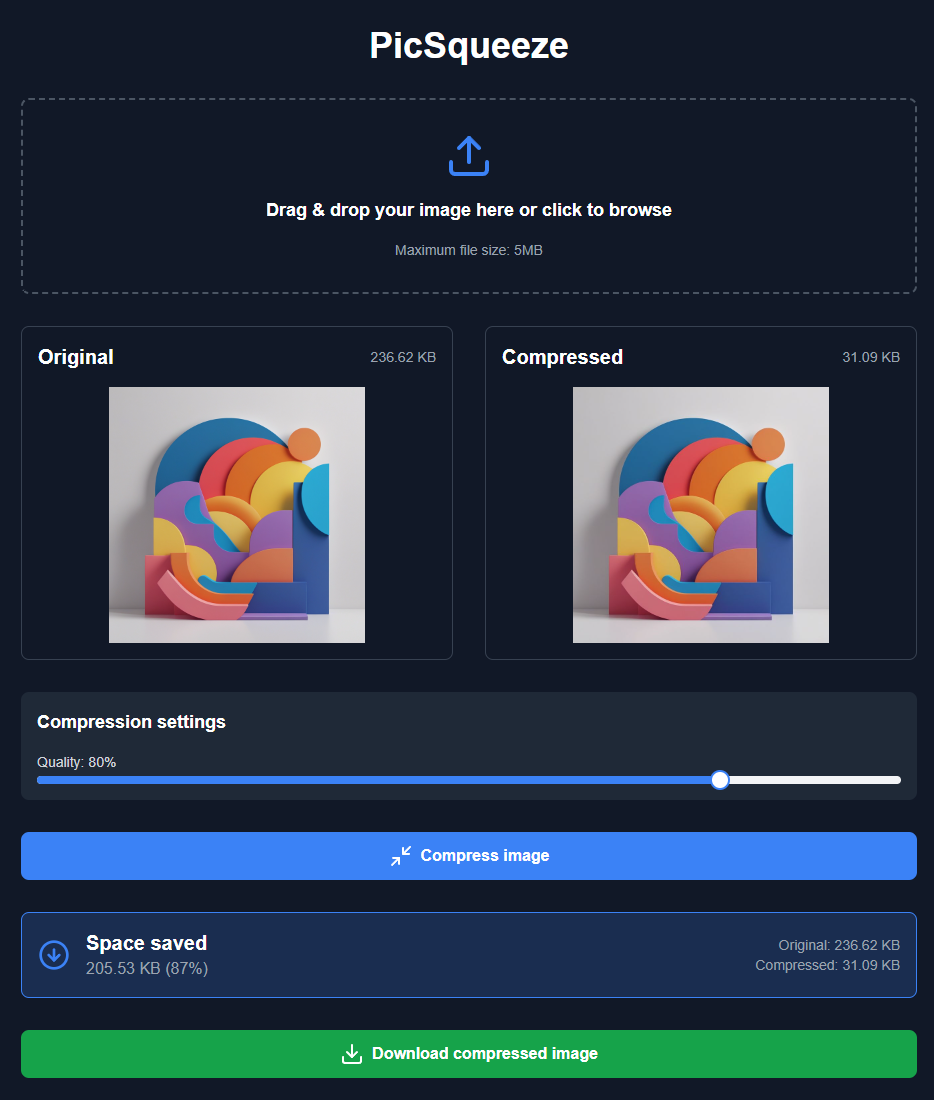 PicSqueeze
Drag & drop your image here or click to browse
Maximum file size: 5MB
Original
236.62 KB
Compressed
31.09 KB
Compression settings
Quality: 80%
Compress image
Space saved
205.53 KB (87%)
Original: 236.62 KB
Compressed: 31.09 KB
Download compressed image